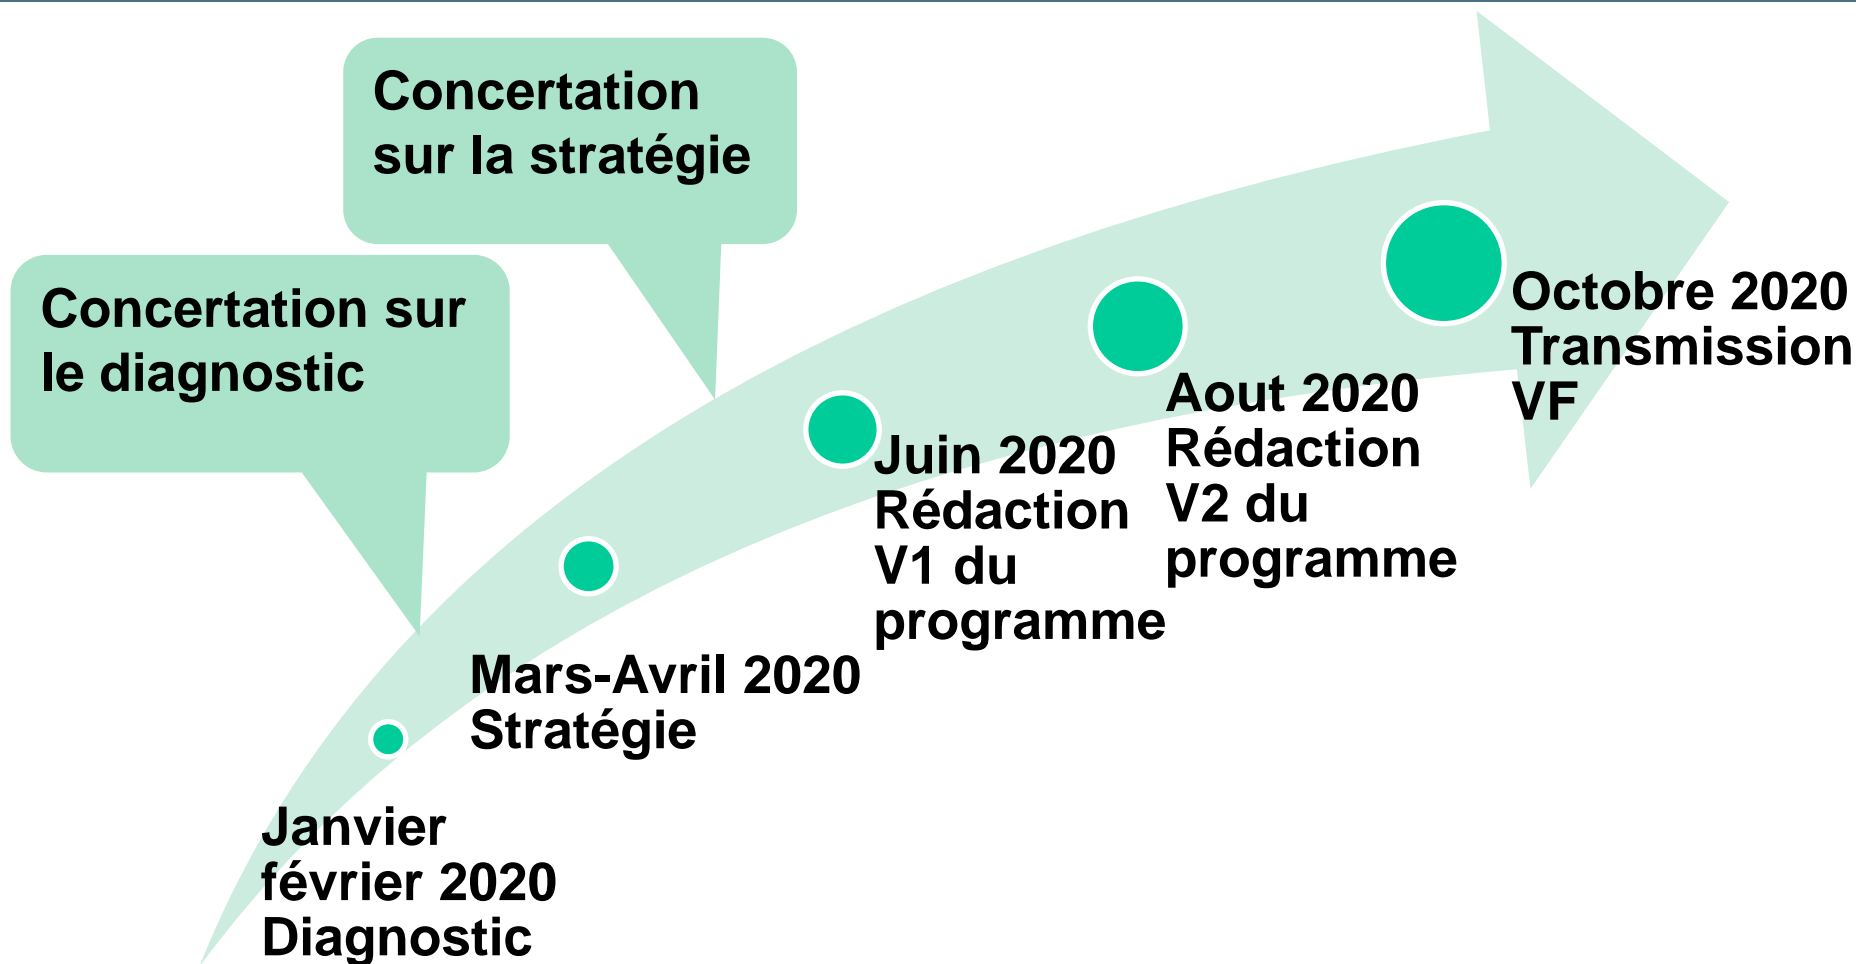 Concertation
sur la stratégie
Concertation sur
le diagnostic
Janvier
février 2020
Diagnostic
Mars-Avril 2020
Stratégie
Juin 2020
Rédaction
V1 du
programme
Aout 2020
Rédaction
V2 du
programme
Octobre 2020
Transmission
VF